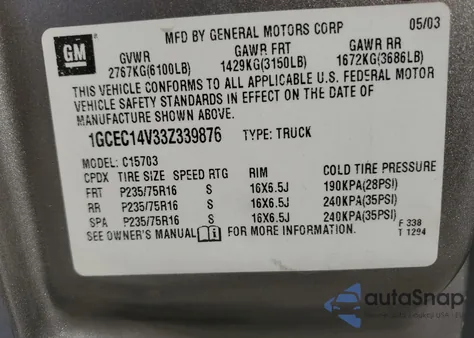 MFD BY GENERAL MOTORS CORP 05/03
GM
GVWR GAWR FRT GAWR RR
2767KG(6100LB) 1429KG(3150LB) 1672KG(3686LB)
THIS VEHICLE CONFORMS TO ALL APPLICABLE U.S. FEDERAL MOTOR
VEHICLE SAFETY STANDARDS IN EFFECT ON THE DATE OF
MANUFACTURE SHOWN ABOVE.
1GCEC14V33Z339876 TYPE: TRUCK
MODEL: C15703
CPDX TIRE SIZE SPEED RTG RIM COLD TIRE PRESSURE
FRT P235/75R16 S 16X6.5J 190KPA(28PSI)
RR P235/75R16 S 16X6.5J 240KPA(35PSI)
SPA P235/75R16 S 16X6.5J 240KPA(35PSI)
SEE OWNER'S MANUAL FOR MORE INFORMATION.
F 338
T 1294
autoSnap